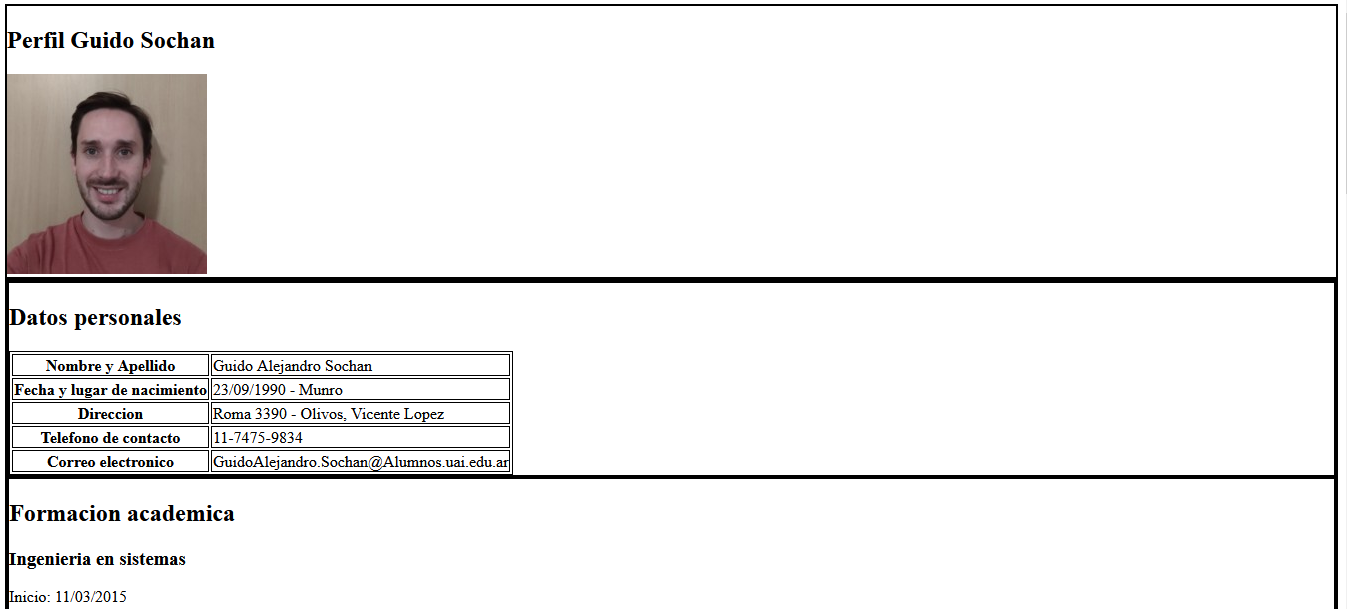 Perfil Guido Sochan
Datos personales
Nombre y Apellido Guido Alejandro Sochan
Fecha y lugar de nacimiento 23/09/1990 - Munro
Direccion Roma 3390 - Olivos, Vicente Lopez
Telefono de contacto 11-7475-9834
Correo electronico GuidoAlejandro.Sochan@Alumnos.uai.edu.ar
Formacion academica
Ingenieria en sistemas
Inicio: 11/03/2015